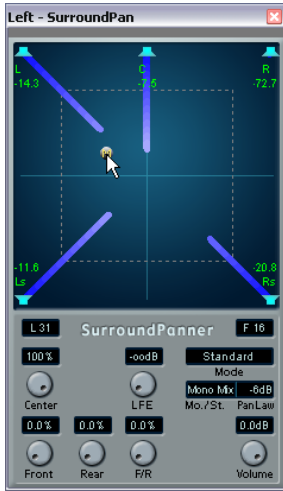 Left - SurroundPan
L C R
-14.3 -7.5 -72.7
-11.6 -20.8
Ls Rs
L 31 SurroundPanner F 16
100% -oodB Standard
Mode
Mono Mix -6dB
Center LFE Mo./St. PanLaw
0.0% 0.0% 0.0% 0.0dB
Front Rear F/R Volume